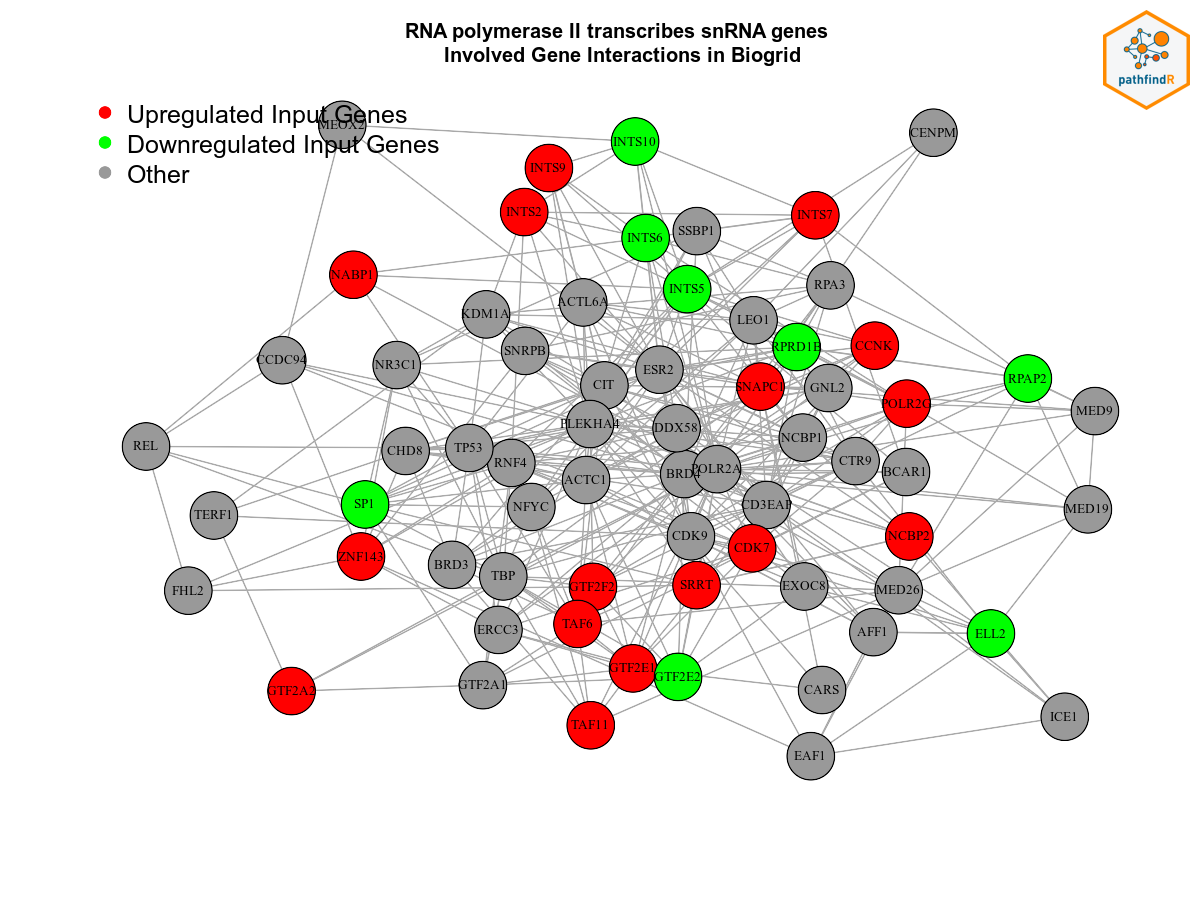 RNA polymerase II transcribes snRNA genes
Involved Gene Interactions in Biogrid
pathfindR
Upregulated Input Genes
Downregulated Input Genes
Other
MEOX2
CENPM
INTS10
INTS9
INTS2
INTS7
INTS6
SSBP1
NABP1
INTS5
RPA3
ACTL6A
KDM1A
LEO1
SNRPB
RPRD1B
CCNK
CCDC94
NR3C1
ESR2
CIT
SNAPC1
GNL2
RPAP2
POLR2C
MED9
PLEKHA4
DDX58
NCBP1
REL
CHD8
TP53
RNF4
CTR9
BRD4
POLR2A
BCAR1
ACTC1
SP1
NFYC
CD3EAP
TERF1
MED19
CDK9
NCBP2
CDK7
ZNF143
BRD3
TBP
FHL2
GTF2F2
SRRT
EXOC8
MED26
TAF6
ERCC3
AFF1
ELL2
GTF2E1
GTF2E2
GTF2A2
GTF2A1
CARS
ICE1
TAF11
EAF1